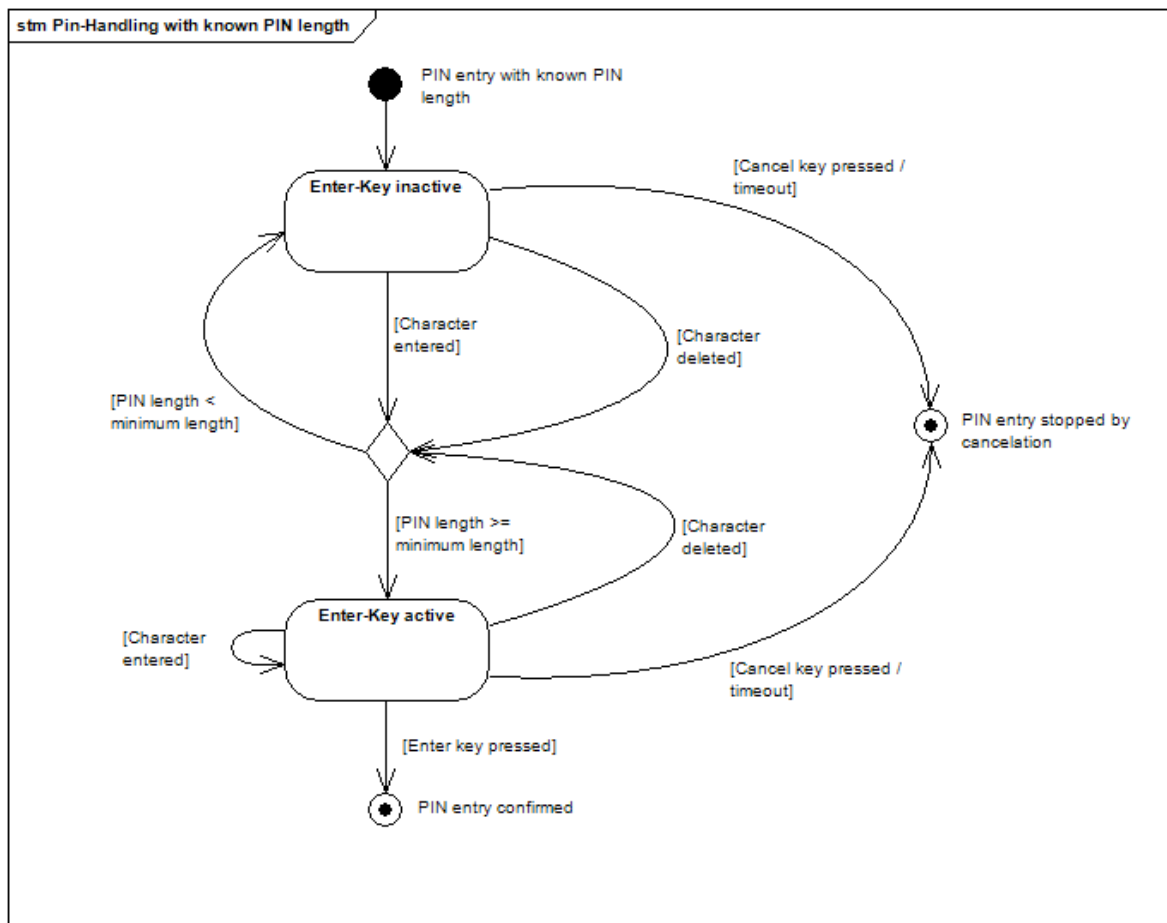 stm Pin-Handling with known PIN length
PIN entry with known PIN
length
Enter-Key inactive
[Cancel key pressed /
timeout]
[Character
entered]
[Character
deleted]
[PIN length <
minimum length]
PIN entry stopped by
cancelation
[PIN length >=
minimum length]
[Character
deleted]
Enter-Key active
[Character
entered]
[Cancel key pressed /
timeout]
[Enter key pressed]
PIN entry confirmed